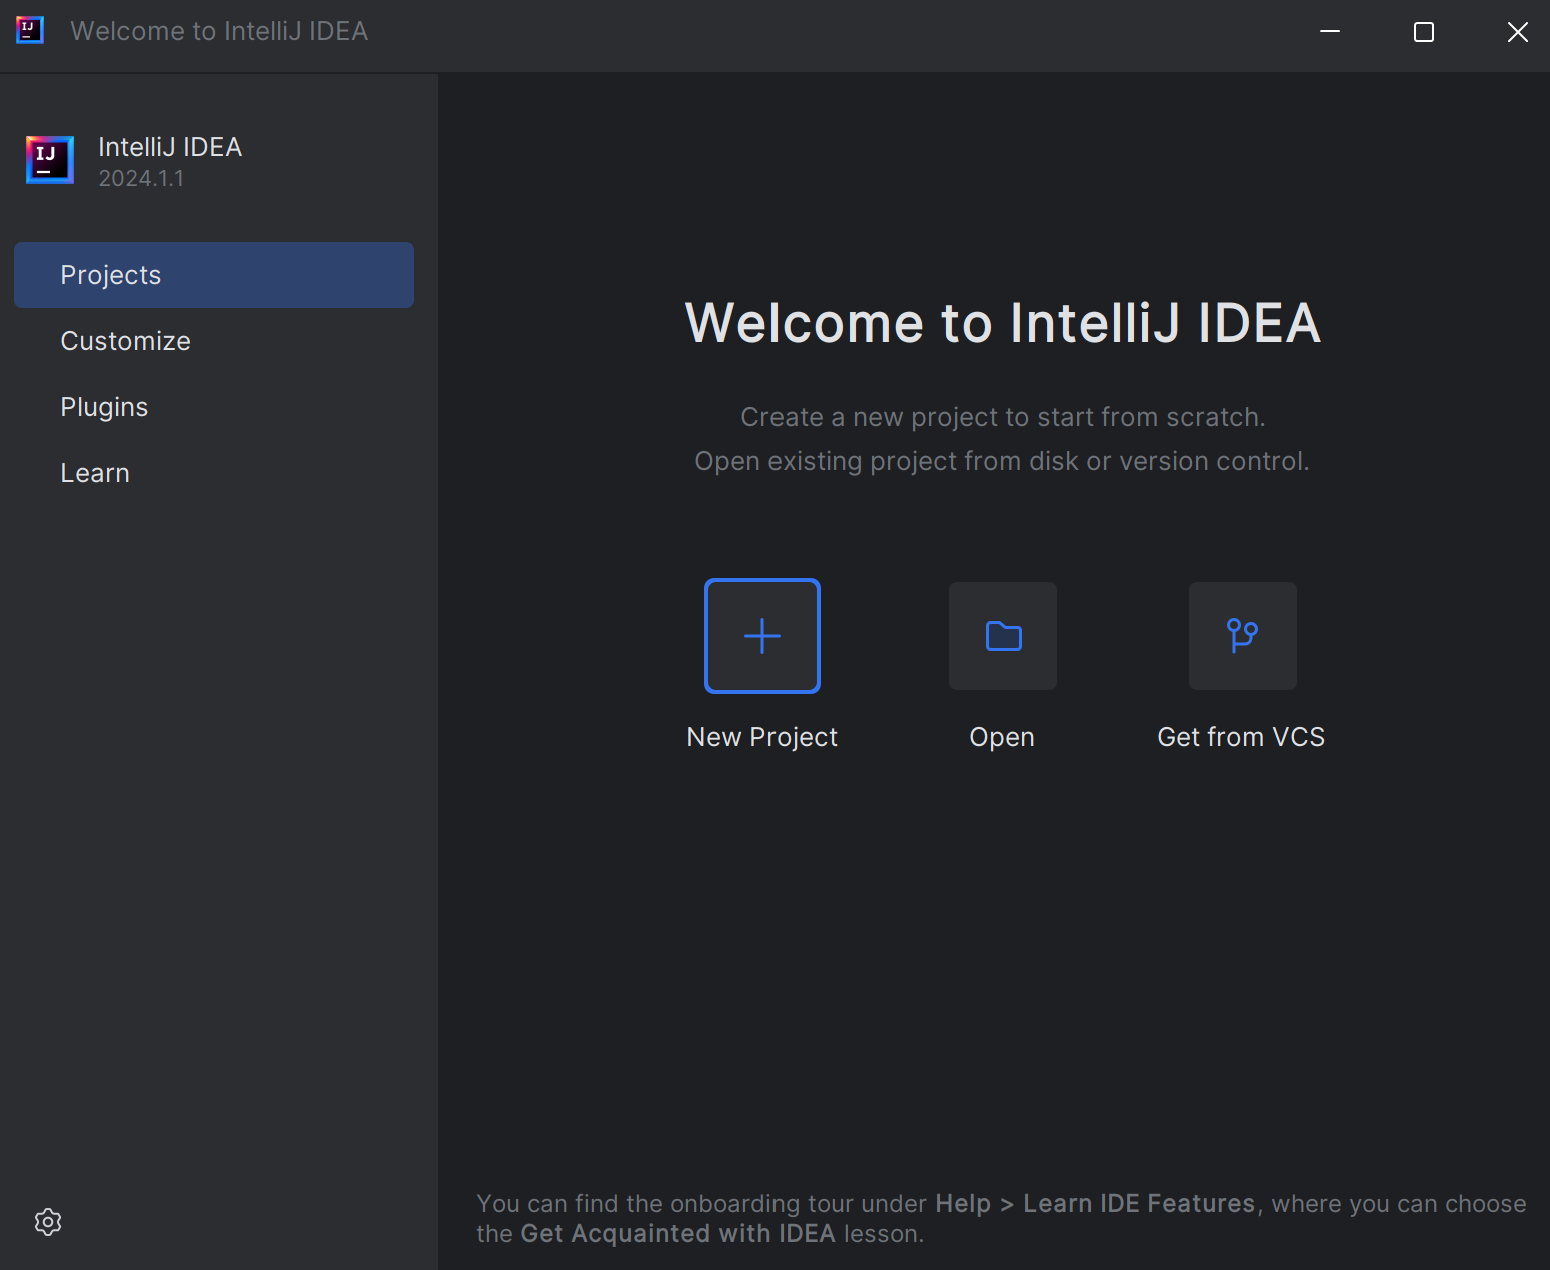 Welcome to IntelliJ IDEA
IntelliJ IDEA
2024.1.1
Projects
Customize
Plugins
Learn
Welcome to IntelliJ IDEA
Create a new project to start from scratch.
Open existing project from disk or version control.
New Project
Open
Get from VCS
You can find the onboarding tour under Help > Learn IDE Features, where you can choose
the Get Acquainted with IDEA lesson.